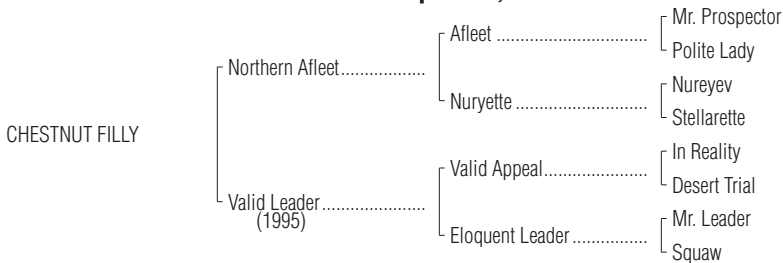 Mr. Prospector
Afleet ..........................................
Polite Lady
Northern Afleet..................
Nureyev
Nuryette .....................................
Stellarette
CHESTNUT FILLY
In Reality
Valid Appeal.............................
Desert Trial
Valid Leader......................
(1995)
Mr. Leader
Eloquent Leader ......................
Squaw